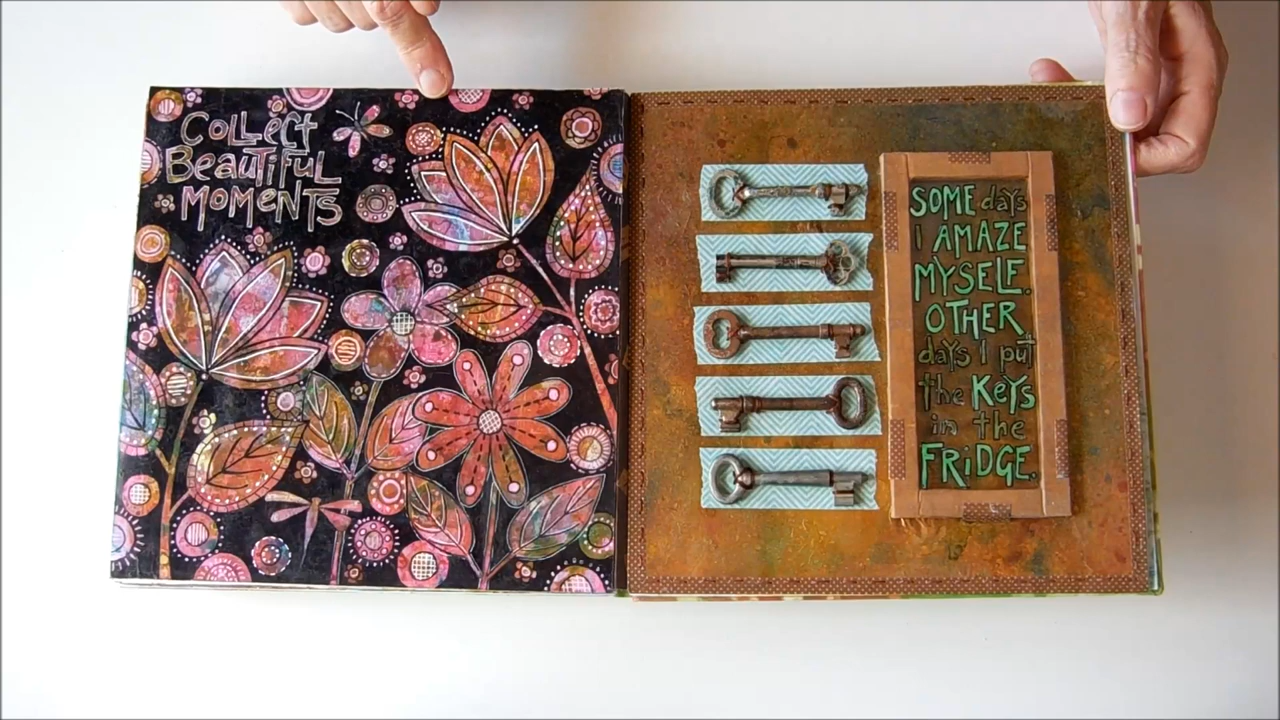 Collect
Beautiful
MOMENTS
SOME days
I AMAZE
MYSELF.
OTHER
days I put
the Keys
in the
FRiDGE.